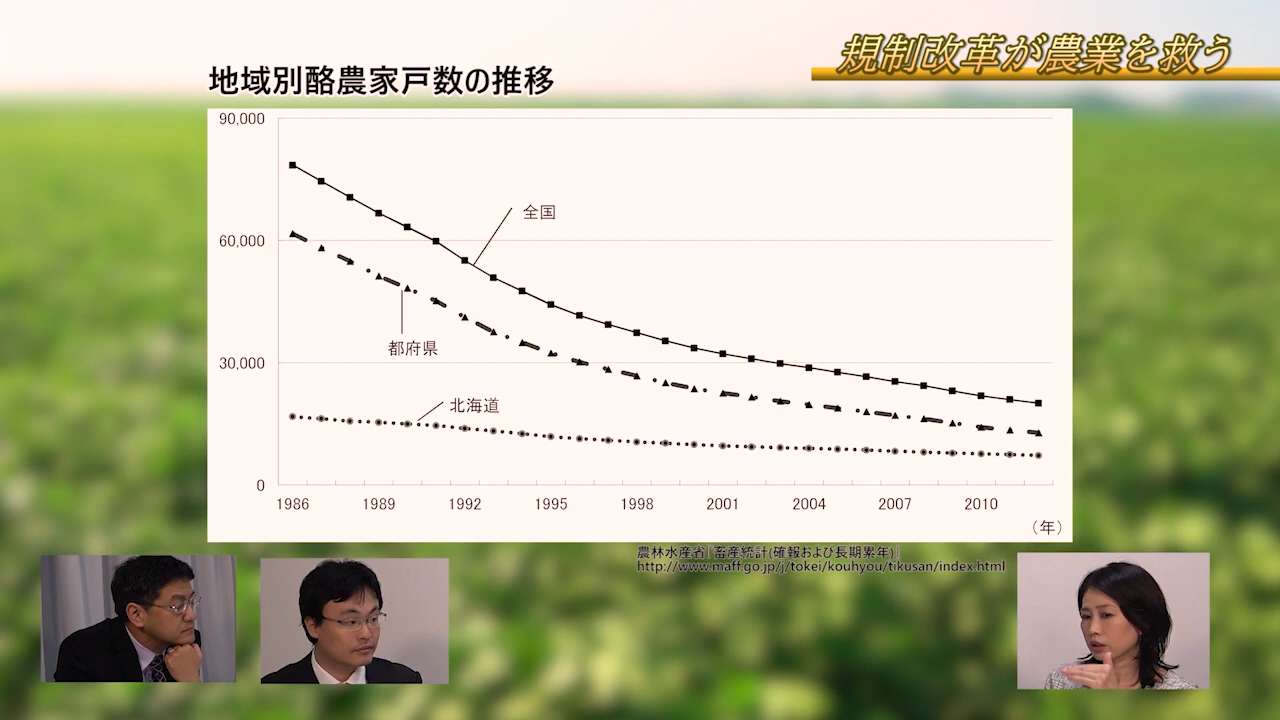 規制改革が農業を救う
地域別酪農家戸数の推移
90,000
60,000
30,000
0
全国
都府県
北海道
1986 1989 1992 1995 1998 2001 2004 2007 2010
（年）
農林水産省『畜産統計(確報および長期累年)』
http://www.maff.go.jp/j/tokei/kouhyou/tikusan/index.html